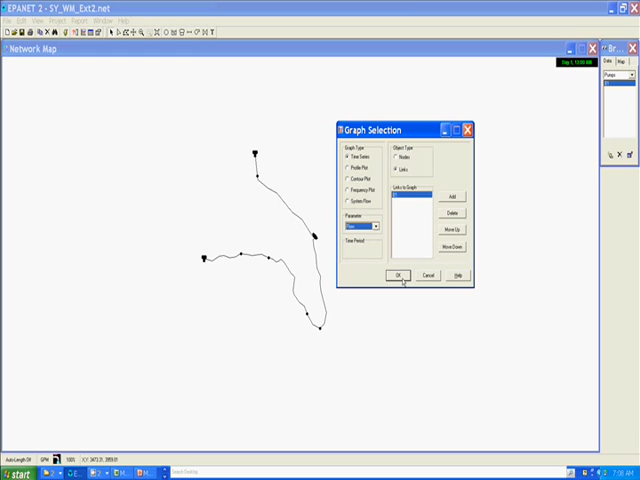 EPANET 2 - SY_WM_Ext2.net
File Edit View Project Report Window Help
Network Map
Day 1, 12:00 AM
Br...
Data Map
Pumps
Graph Selection
Graph Type
Time Series
Profile Plot
Contour Plot
Frequency Plot
System Flow
Parameter
Flow
Time Period
Object Type
Nodes
Links
Links to Graph
Add
Delete
Move Up
Move Down
OK
Cancel
Help
Auto-Length Off
GPM
100%
start
Search Desktop
7:08 AM